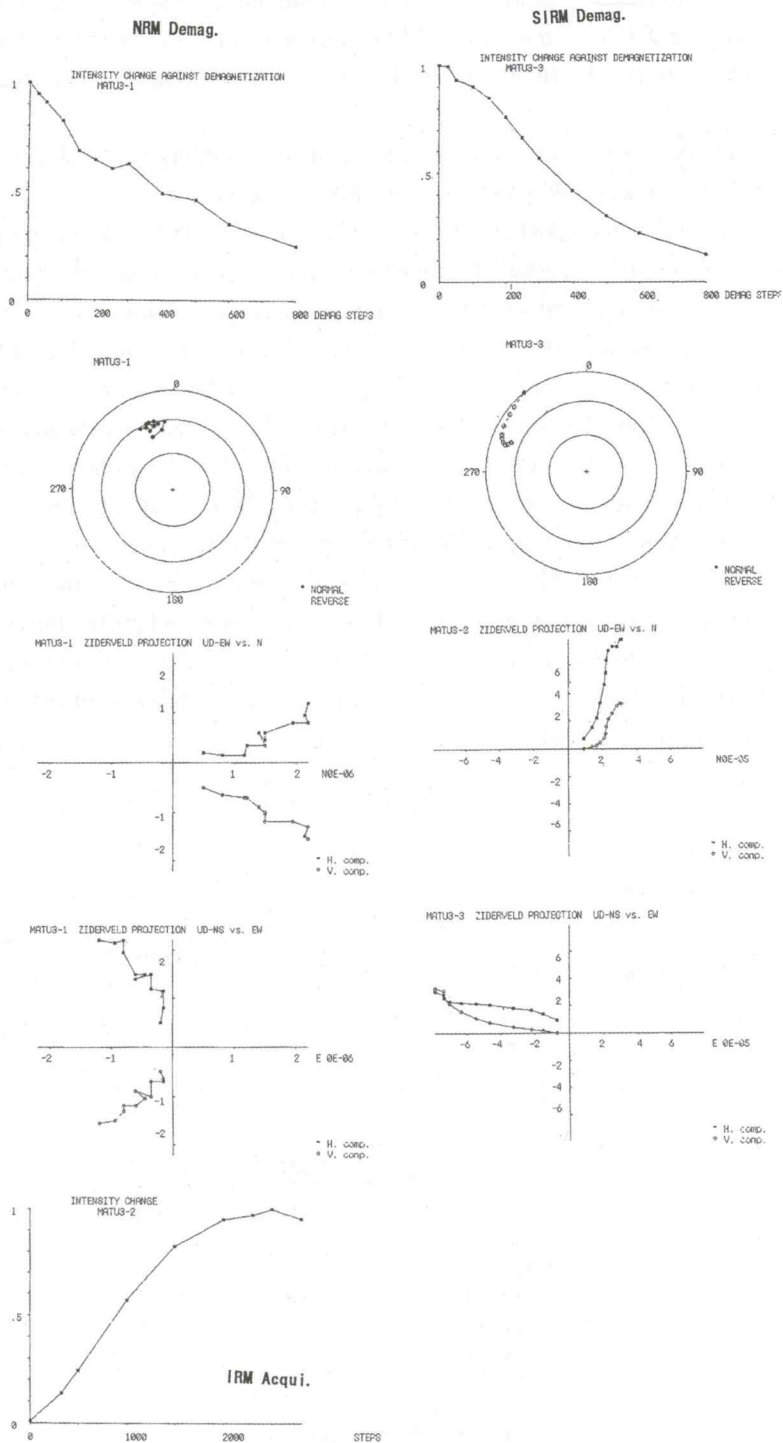 NRM Demag.
INTENSITY CHANGE AGAINST DEMAGNETIZATION
MATU3-1
1
.5
0
0 200 400 600 800 DEMAG STEPS
MATU3-1
0
270
90
180
* NORMAL
REVERSE
MATU3-1 ZIDERVELD PROJECTION UD-EW vs. N
2
1
-2 -1 1 2 N0E-06
-1
-2
- H. comp.
o V. comp.
MATU3-1 ZIDERVELD PROJECTION UD-NS vs. EW
2
1
-2 -1 1 2 E 0E-06
-1
-2
- H. comp.
o V. comp.
INTENSITY CHANGE
MATU3-2
1
.5
0
IRM Acqui.
0 1000 2000 STEPS
SIRM Demag.
INTENSITY CHANGE AGAINST DEMAGNETIZATION
MATU3-3
1
.5
0
200 400 600 800 DEMAG STEPS
MATU3-3
0
270
90
180
* NORMAL
REVERSE
MATU3-3 ZIDERVELD PROJECTION UD-EW vs. N
6
4
2
-6 -4 -2 2 4 6 N0E-05
-2
-4
-6
- H. comp.
o V. comp.
MATU3-3 ZIDERVELD PROJECTION UD-NS vs. EW
6
4
2
-6 -4 -2 2 4 6 E 0E-05
-2
-4
-6
- H. comp.
o V. comp.